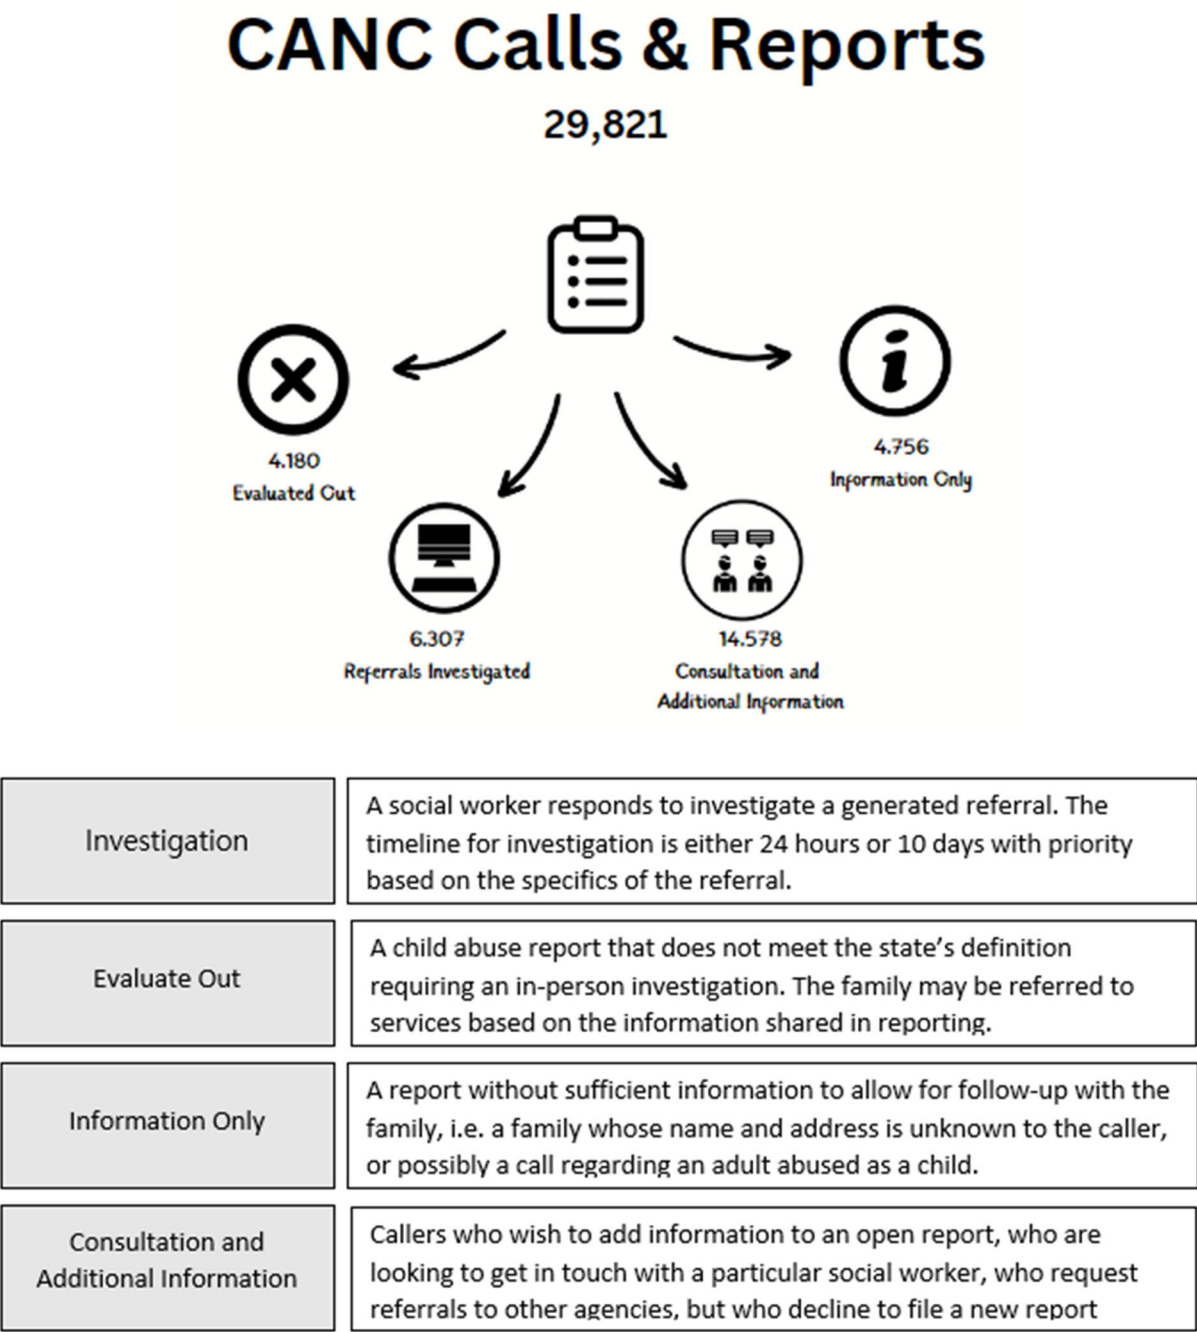 CANC Calls & Reports
29,821
4.180
Evaluated Out
4.756
Information Only
6.307
Referrals Investigated
14.578
Consultation and
Additional Information
Investigation
A social worker responds to investigate a generated referral. The
timeline for investigation is either 24 hours or 10 days with priority
based on the specifics of the referral.
Evaluate Out
A child abuse report that does not meet the state’s definition
requiring an in-person investigation. The family may be referred to
services based on the information shared in reporting.
Information Only
A report without sufficient information to allow for follow-up with the
family, i.e. a family whose name and address is unknown to the caller,
or possibly a call regarding an adult abused as a child.
Consultation and
Additional Information
Callers who wish to add information to an open report, who are
looking to get in touch with a particular social worker, who request
referrals to other agencies, but who decline to file a new report